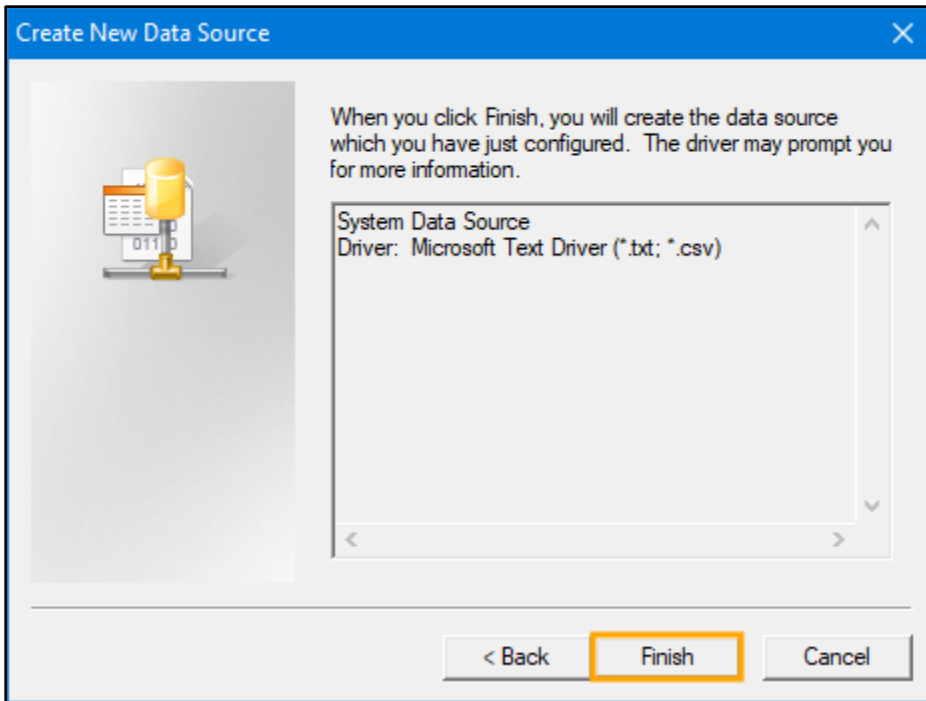 Create New Data Source
When you click Finish, you will create the data source
which you have just configured.  The driver may prompt you
for more information.
System Data Source
Driver:  Microsoft Text Driver (*.txt; *.csv)
< Back
Finish
Cancel